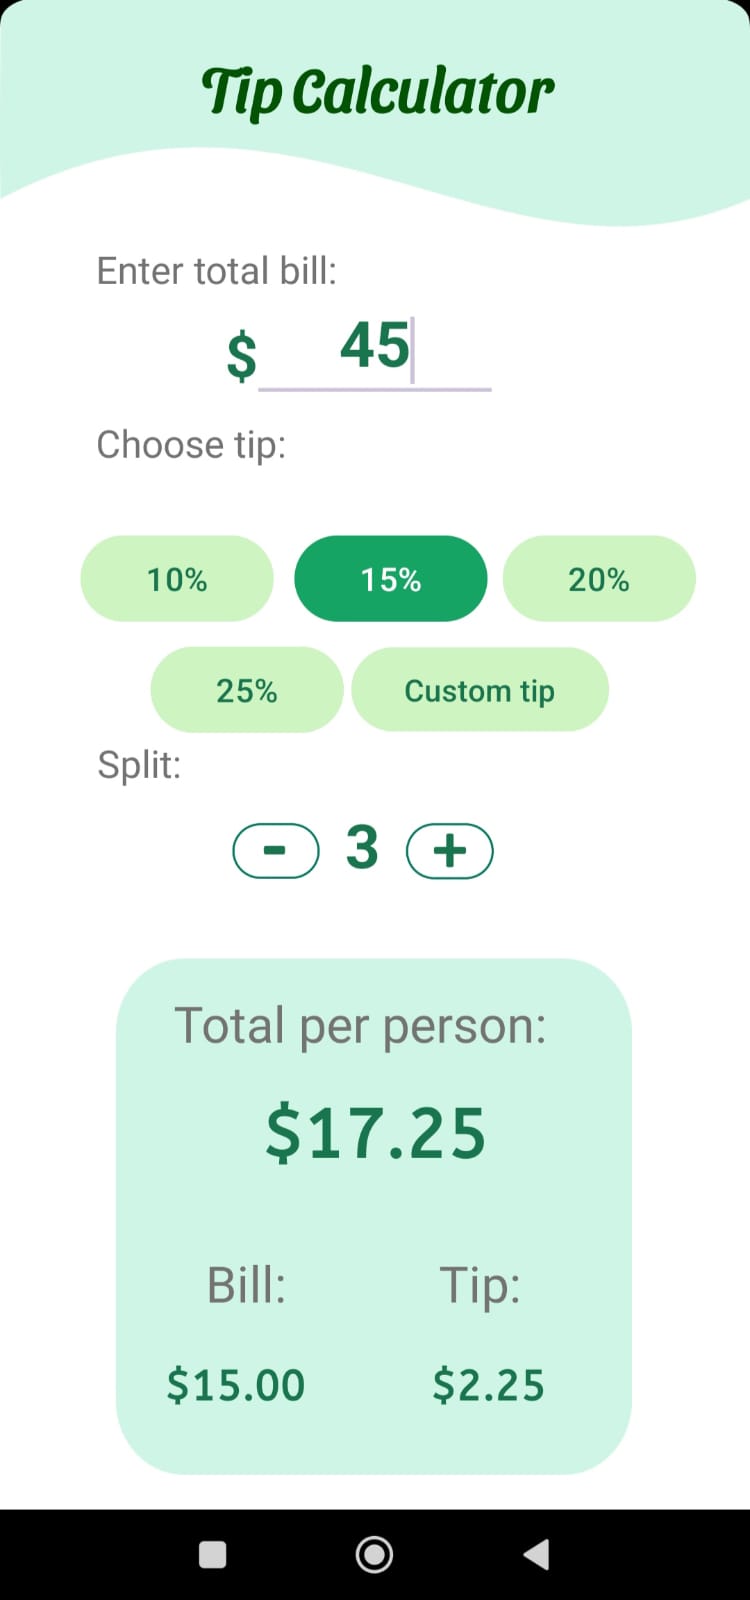 Tip Calculator
Enter total bill:
$ 45
Choose tip:
10% 15% 20%
25% Custom tip
Split:
- 3 +
Total per person:
$17.25
Bill: Tip:
$15.00 $2.25